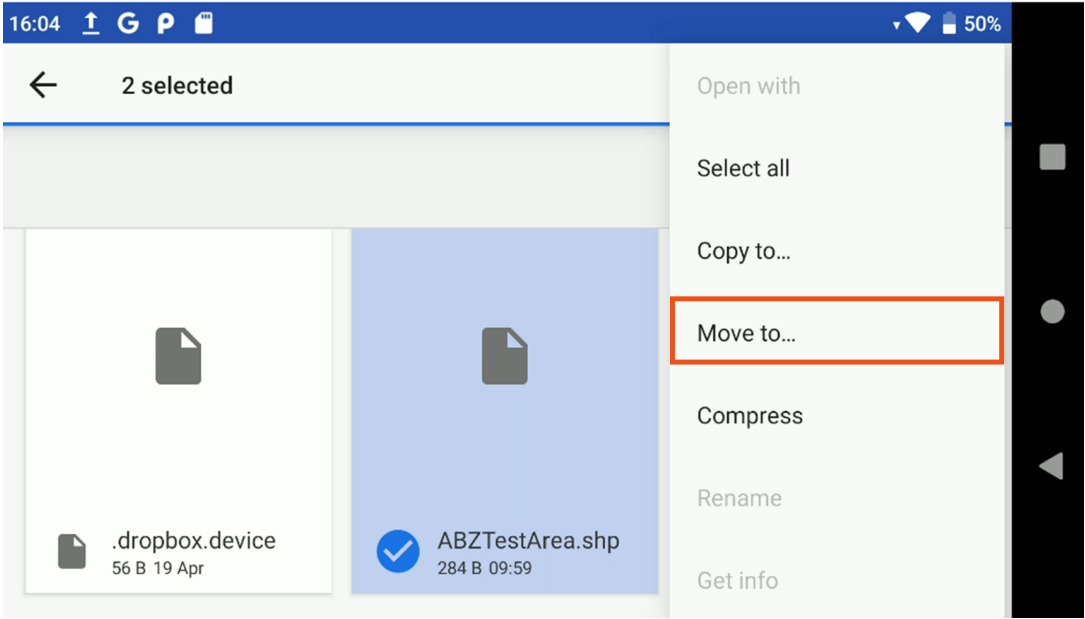 16:04 G P 50%
2 selected
Open with
Select all
Copy to...
Move to...
Compress
Rename
Get info
.dropbox.device
56 B 19 Apr
ABZTestArea.shp
284 B 09:59